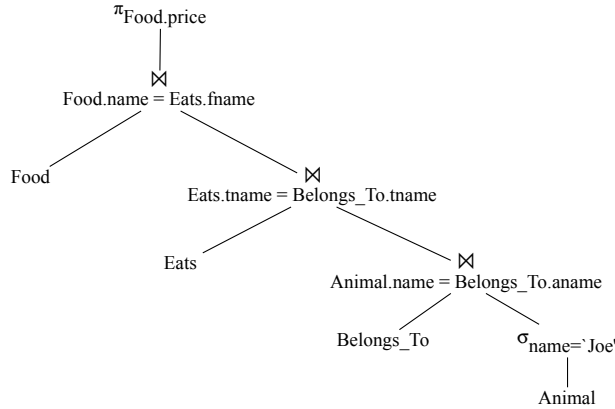 πFood.price
⋈
Food.name = Eats.fname
Food
⋈
Eats.tname = Belongs_To.tname
Eats
⋈
Animal.name = Belongs_To.aname
Belongs_To
σname=`Joe'
Animal